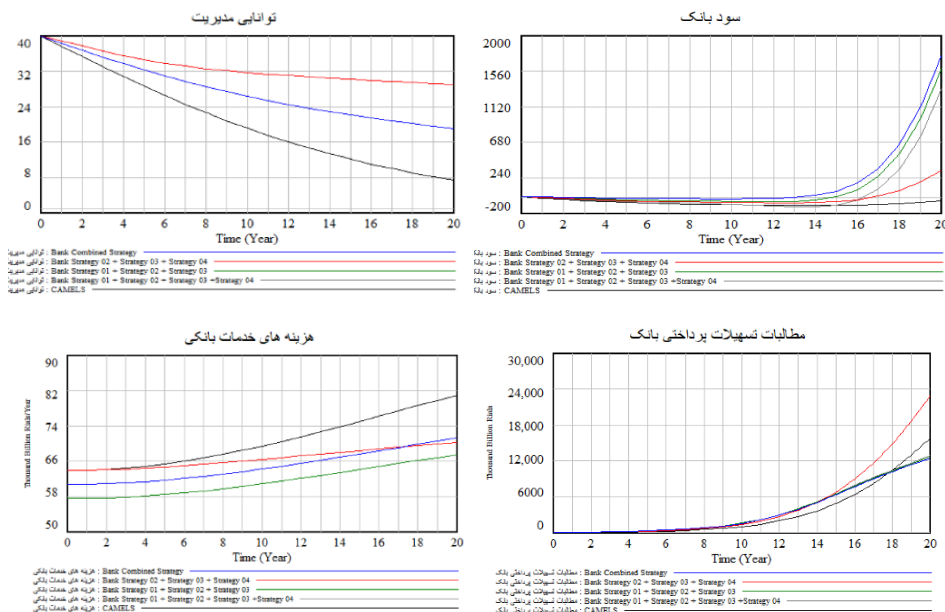 توانایی مدیریت
40
32
24
16
8
0
0 2 4 6 8 10 12 14 16 18 20
Time (Year)
توانایی مدیریت : Bank Combined Strategy
توانایی مدیریت : Bank Strategy 02 + Strategy 03 + Strategy 04
توانایی مدیریت : Bank Strategy 01 + Strategy 02 + Strategy 03
توانایی مدیریت : Bank Strategy 01 + Strategy 02 + Strategy 03 +Strategy 04
توانایی مدیریت : CAMELS
سود بانک
2000
1560
1120
680
240
-200
0 2 4 6 8 10 12 14 16 18 20
Time (Year)
سود بانک : Bank Combined Strategy
سود بانک : Bank Strategy 02 + Strategy 03 + Strategy 04
سود بانک : Bank Strategy 01 + Strategy 02 + Strategy 03
سود بانک : Bank Strategy 01 + Strategy 02 + Strategy 03 +Strategy 04
سود بانک : CAMELS
هزینه های خدمات بانکی
90
82
74
66
58
50
Thousand Billion Rials/Year
0 2 4 6 8 10 12 14 16 18 20
Time (Year)
هزینه های خدمات بانکی : Bank Combined Strategy
هزینه های خدمات بانکی : Bank Strategy 02 + Strategy 03 + Strategy 04
هزینه های خدمات بانکی : Bank Strategy 01 + Strategy 02 + Strategy 03
هزینه های خدمات بانکی : Bank Strategy 01 + Strategy 02 + Strategy 03 +Strategy 04
هزینه های خدمات بانکی : CAMELS
مطالبات تسهیلات پرداختی بانک
30,000
24,000
18,000
12,000
6000
0
Thousand Billion Rials
0 2 4 6 8 10 12 14 16 18 20
Time (Year)
مطالبات تسهیلات پرداختی بانک : Bank Combined Strategy
مطالبات تسهیلات پرداختی بانک : Bank Strategy 02 + Strategy 03 + Strategy 04
مطالبات تسهیلات پرداختی بانک : Bank Strategy 01 + Strategy 02 + Strategy 03
مطالبات تسهیلات پرداختی بانک : Bank Strategy 01 + Strategy 02 + Strategy 03 +Strategy 04
مطالبات تسهیلات پرداختی بانک : CAMELS